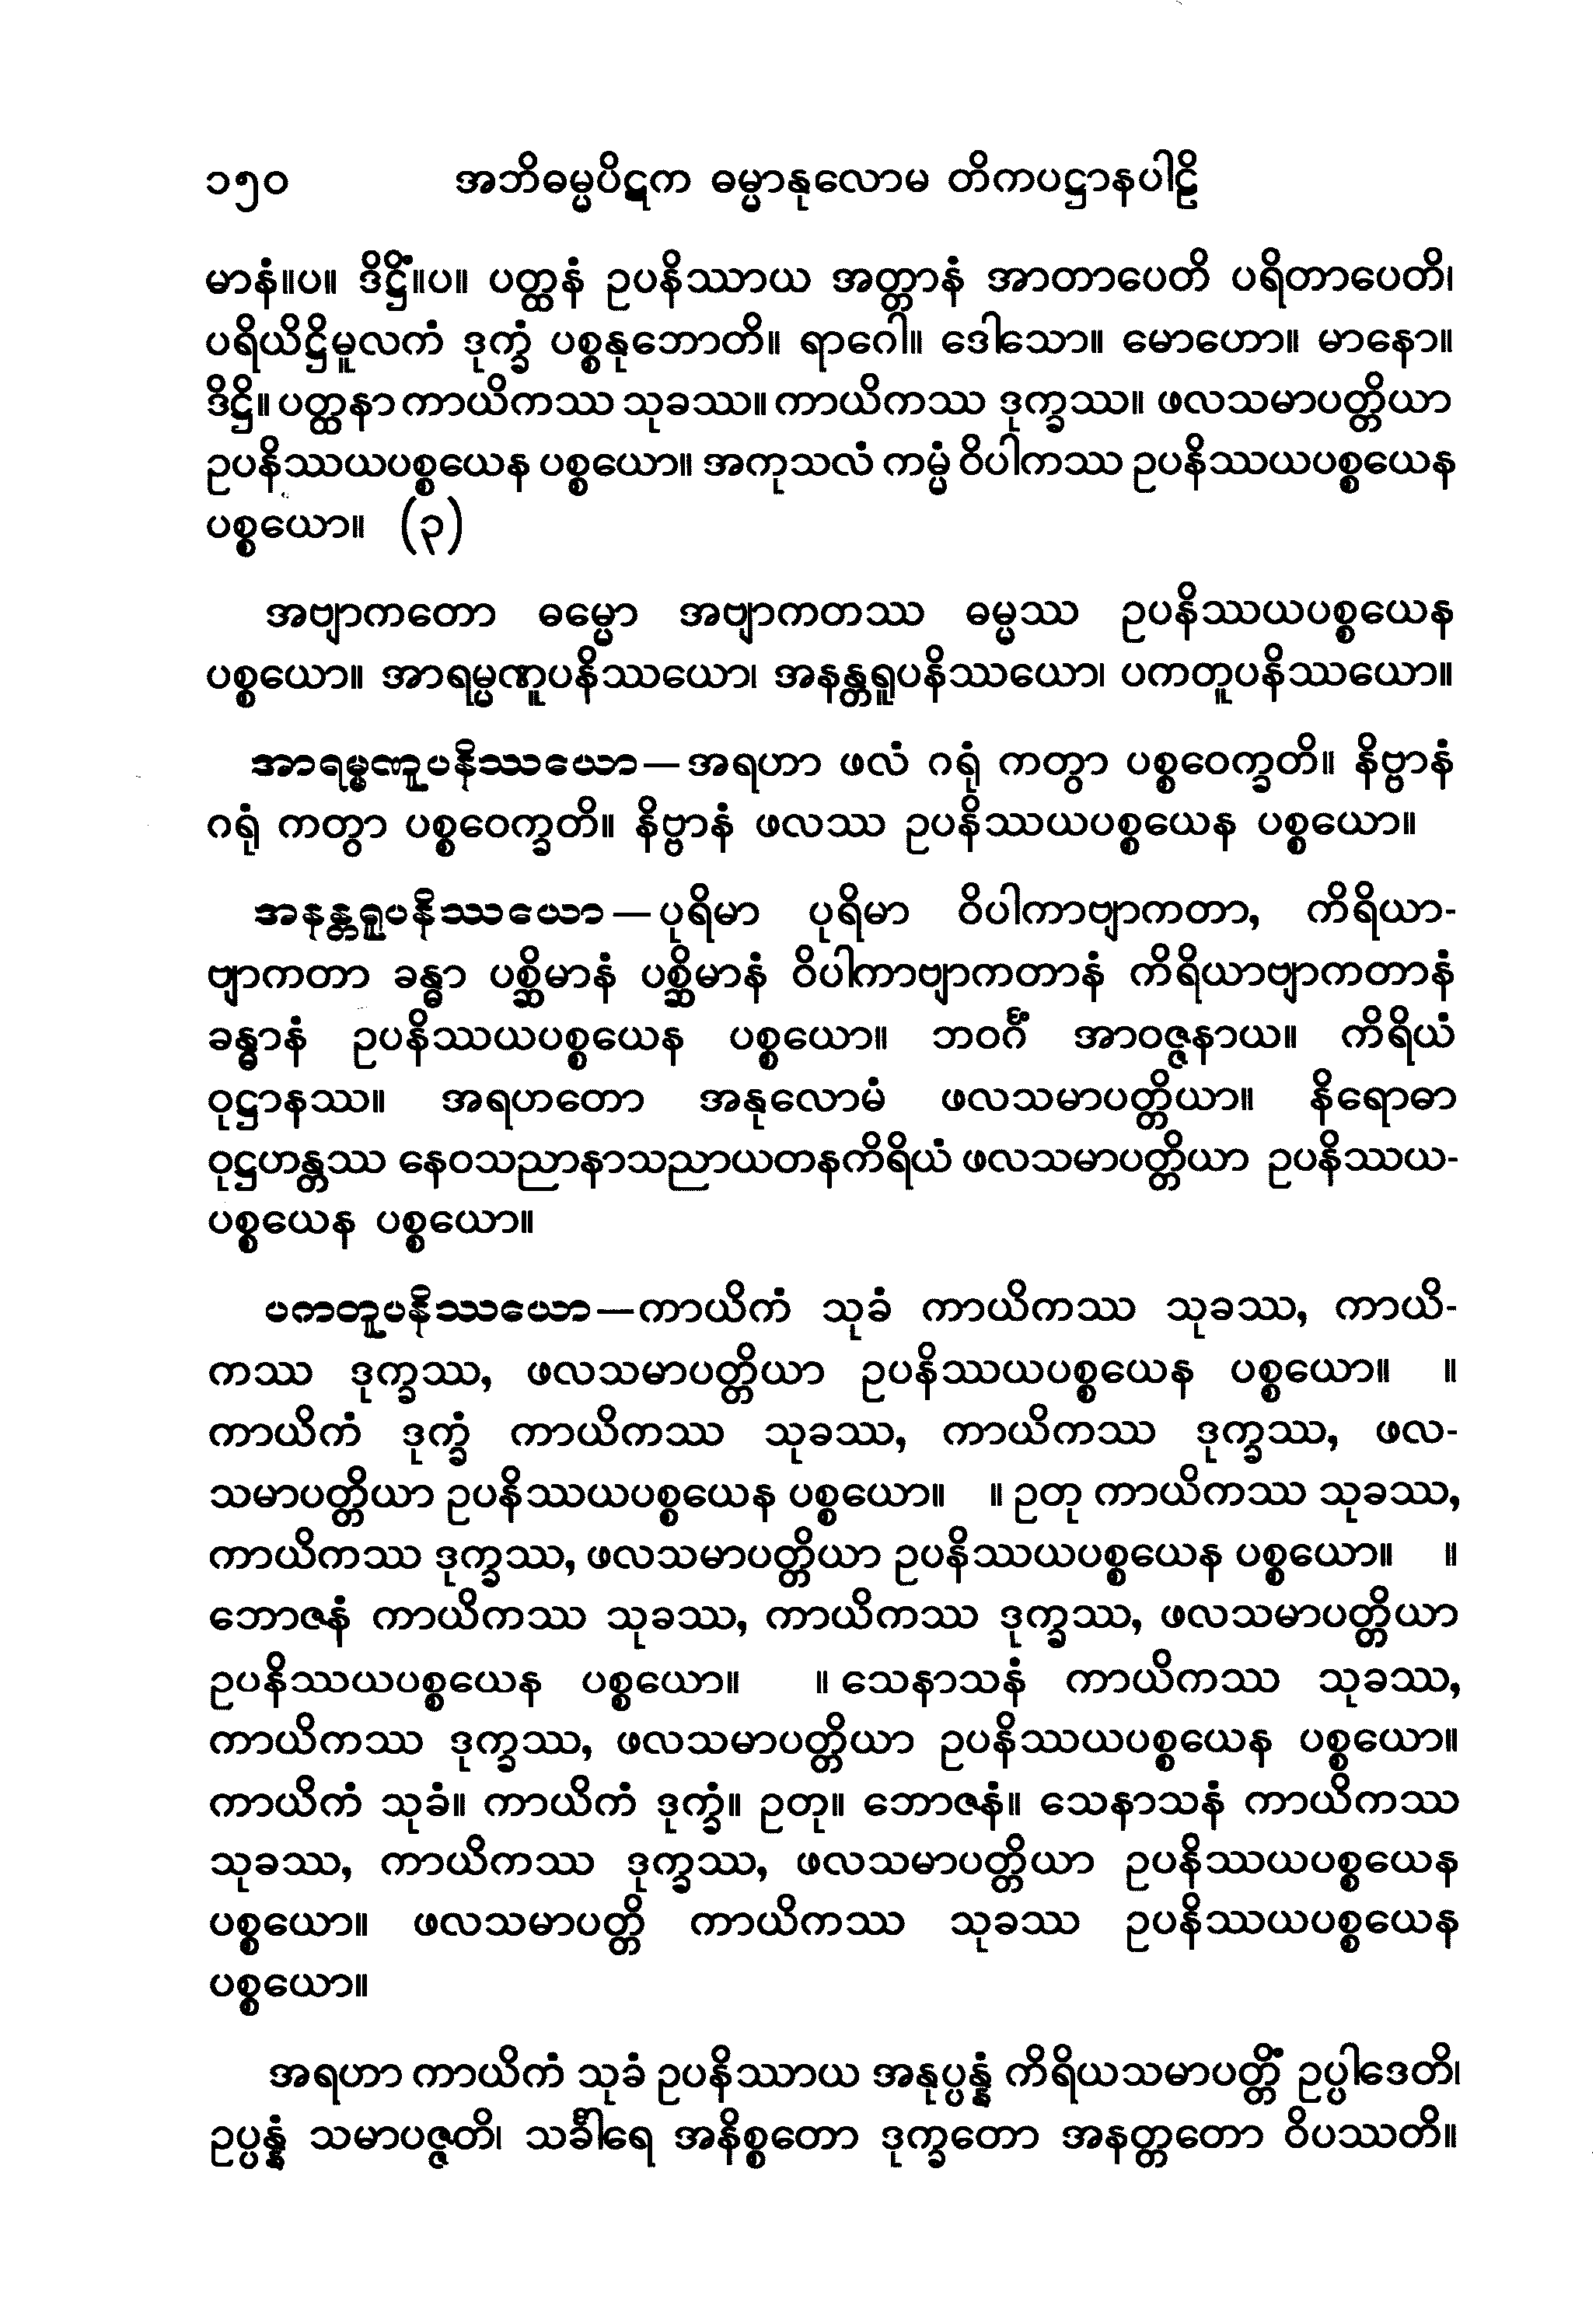 ၁၅၀ အဘိဓမ္မပိဋက ဓမ္မာနုလောမ တိကပဋ္ဌာနပါဠိ
မာနံ။ပ။ ဒိဋ္ဌိံ။ပ။ ပတ္ထနံ ဥပနိဿာယ အတ္တာနံ အာတာပေတိ ပရိတာပေတိ၊
ပရိယိဋ္ဌိမူလကံ ဒုက္ခံ ပစ္စနုဘောတိ။ ရာဂေါ။ ဒေါသော။ မောဟော။ မာနော။
ဒိဋ္ဌိ။ ပတ္ထနာ ကာယိကဿ သုခဿ။ ကာယိကဿ ဒုက္ခဿ။ ဖလသမာပတ္တိယာ
ဥပနိဿယပစ္စယေန ပစ္စယော။ အကုသလံ ကမ္မံ ဝိပါကဿ ဥပနိဿယပစ္စယေန
ပစ္စယော။ (၃)
အဗျာကတော ဓမ္မော အဗျာကတဿ ဓမ္မဿ ဥပနိဿယပစ္စယေန
ပစ္စယော။ အာရမ္မဏူပနိဿယော၊ အနန္တရူပနိဿယော၊ ပကတူပနိဿယော။
အာရမ္မဏူပနိဿယော—အရဟာ ဖလံ ဂရုံ ကတွာ ပစ္စဝေက္ခတိ။ နိဗ္ဗာနံ
ဂရုံ ကတွာ ပစ္စဝေက္ခတိ။ နိဗ္ဗာနံ ဖလဿ ဥပနိဿယပစ္စယေန ပစ္စယော။
အနန္တရူပနိဿယော—ပုရိမာ ပုရိမာ ဝိပါကာဗျာကတာ, ကိရိယာ-
ဗျာကတာ ခန္ဓာ ပစ္ဆိမာနံ ပစ္ဆိမာနံ ဝိပါကာဗျာကတာနံ ကိရိယာဗျာကတာနံ
ခန္ဓာနံ ဥပနိဿယပစ္စယေန ပစ္စယော။ ဘဝင်္ဂံ အာဝဇ္ဇနာယ။ ကိရိယံ
ဝုဋ္ဌာနဿ။ အရဟတော အနုလောမံ ဖလသမာပတ္တိယာ။ နိရောဓာ
ဝုဋ္ဌဟန္တဿ နေဝသညာနာသညာယတနကိရိယံ ဖလသမာပတ္တိယာ ဥပနိဿယ-
ပစ္စယေန ပစ္စယော။
ပကတူပနိဿယော—ကာယိကံ သုခံ ကာယိကဿ သုခဿ, ကာယိ-
ကဿ ဒုက္ခဿ, ဖလသမာပတ္တိယာ ဥပနိဿယပစ္စယေန ပစ္စယော။ ။
ကာယိကံ ဒုက္ခံ ကာယိကဿ သုခဿ, ကာယိကဿ ဒုက္ခဿ, ဖလ-
သမာပတ္တိယာ ဥပနိဿယပစ္စယေန ပစ္စယော။ ။ ဥတု ကာယိကဿ သုခဿ,
ကာယိကဿ ဒုက္ခဿ, ဖလသမာပတ္တိယာ ဥပနိဿယပစ္စယေန ပစ္စယော။ ။
ဘောဇနံ ကာယိကဿ သုခဿ, ကာယိကဿ ဒုက္ခဿ, ဖလသမာပတ္တိယာ
ဥပနိဿယပစ္စယေန ပစ္စယော။ ။ သေနာသနံ ကာယိကဿ သုခဿ,
ကာယိကဿ ဒုက္ခဿ, ဖလသမာပတ္တိယာ ဥပနိဿယပစ္စယေန ပစ္စယော။
ကာယိကံ သုခံ။ ကာယိကံ ဒုက္ခံ။ ဥတု။ ဘောဇနံ။ သေနာသနံ ကာယိကဿ
သုခဿ, ကာယိကဿ ဒုက္ခဿ, ဖလသမာပတ္တိယာ ဥပနိဿယပစ္စယေန
ပစ္စယော။ ဖလသမာပတ္တိ ကာယိကဿ သုခဿ ဥပနိဿယပစ္စယေန
ပစ္စယော။
အရဟာ ကာယိကံ သုခံ ဥပနိဿာယ အနုပ္ပန္နံ ကိရိယသမာပတ္တိံ ဥပ္ပါဒေတိ၊
ဥပ္ပန္နံ သမာပဇ္ဇတိ၊ သင်္ခါရေ အနိစ္စတော ဒုက္ခတော အနတ္တတော ဝိပဿတိ။